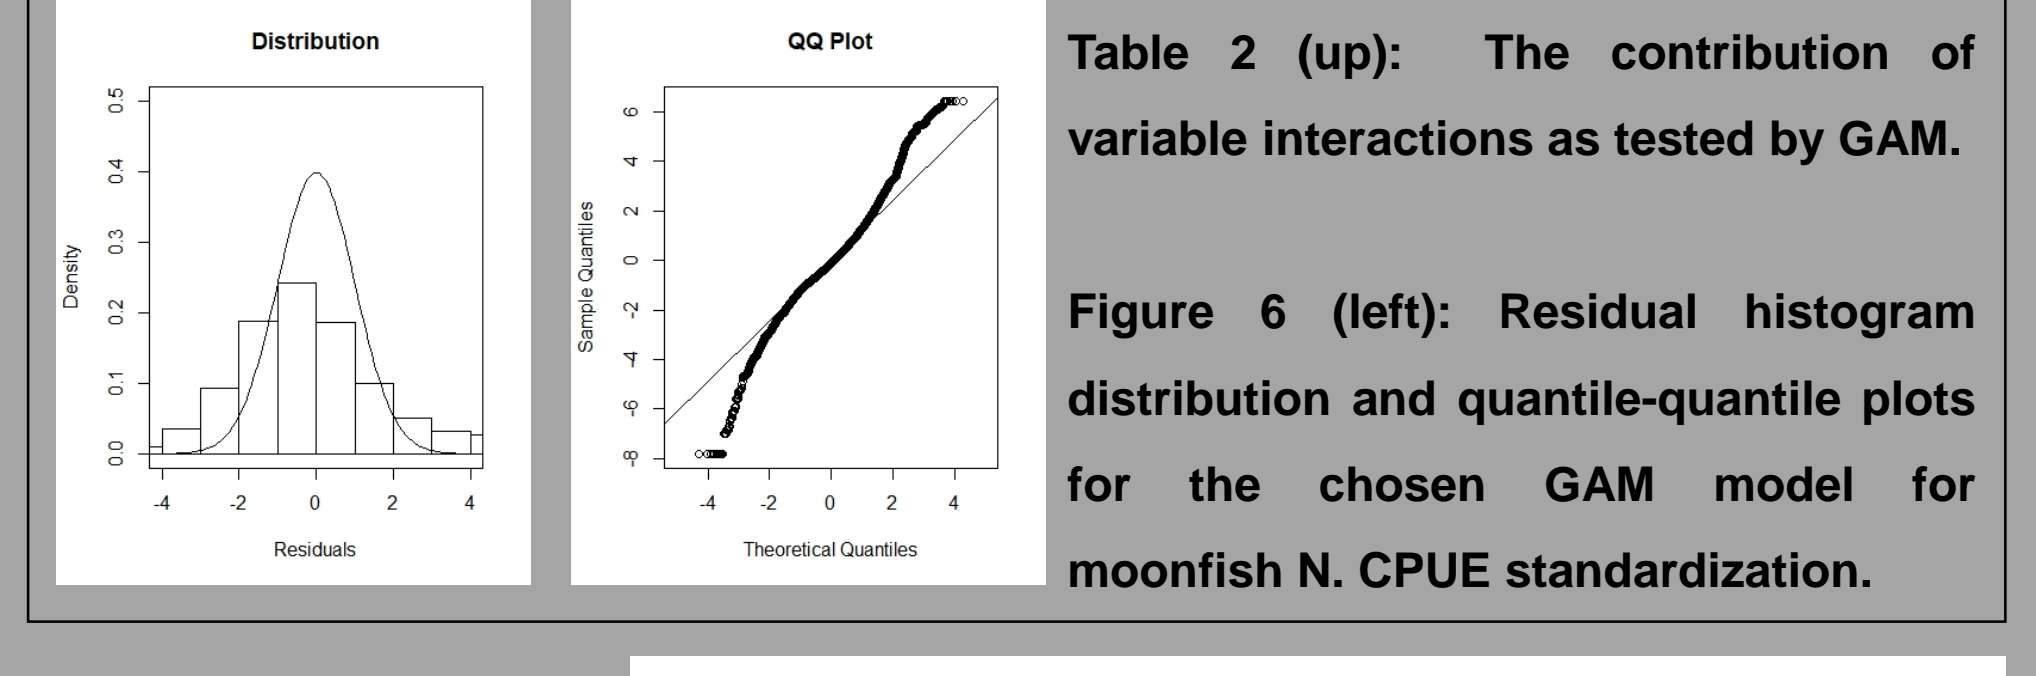 Distribution
Density
0.0 0.1 0.2 0.3 0.4 0.5
-4 -2 0 2 4
Residuals
QQ Plot
Sample Quantiles
-8 -6 -4 -2 0 2 4 6
-4 -2 0 2 4
Theoretical Quantiles
Table 2 (up): The contribution of
variable interactions as tested by GAM.
Figure 6 (left): Residual histogram
distribution and quantile-quantile plots
for the chosen GAM model for
moonfish N. CPUE standardization.